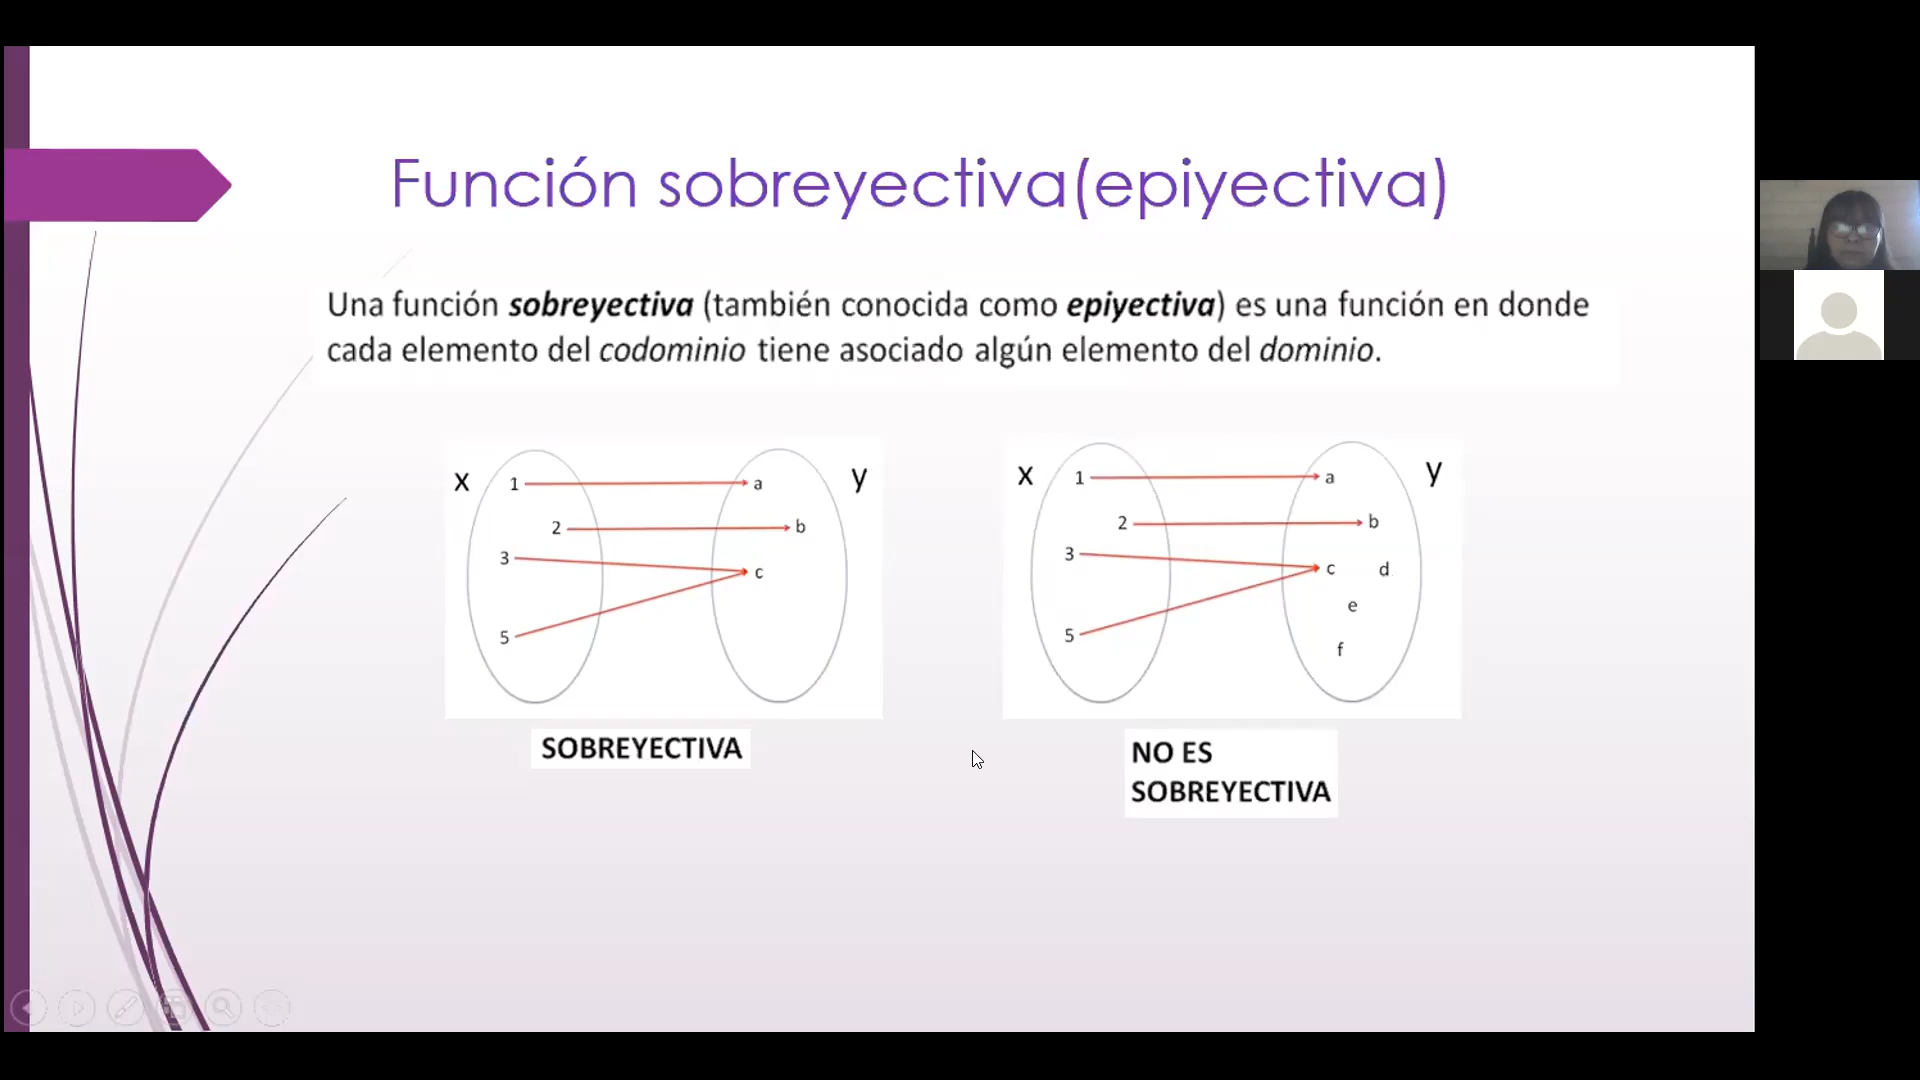 Función sobreyectiva(epiyectiva)
Una función sobreyectiva (también conocida como epiyectiva) es una función en donde
cada elemento del codominio tiene asociado algún elemento del dominio.
x
1
a
y
2
b
3
c
5
SOBREYECTIVA
x
1
a
y
2
b
3
c
d
e
5
f
NO ES
SOBREYECTIVA